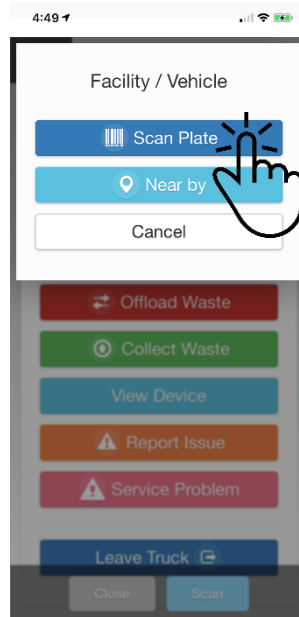 4:49
Facility / Vehicle
Scan Plate
Near by
Cancel
Offload Waste
Collect Waste
View Device
Report Issue
Service Problem
Leave Truck
Close
Scan